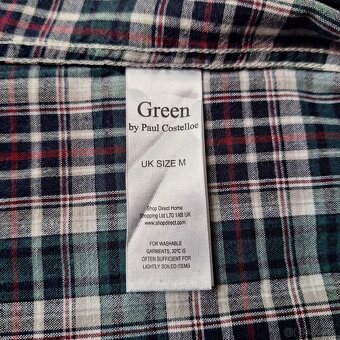 Green
by Paul Costelloe
UK SIZE M
Shop Direct Home
Shopping Ltd L70 1AB UK
www.shopdirect.com
FOR WASHABLE
GARMENTS, 30°C IS
OFTEN SUFFICIENT FOR
LIGHTLY SOILED ITEMS